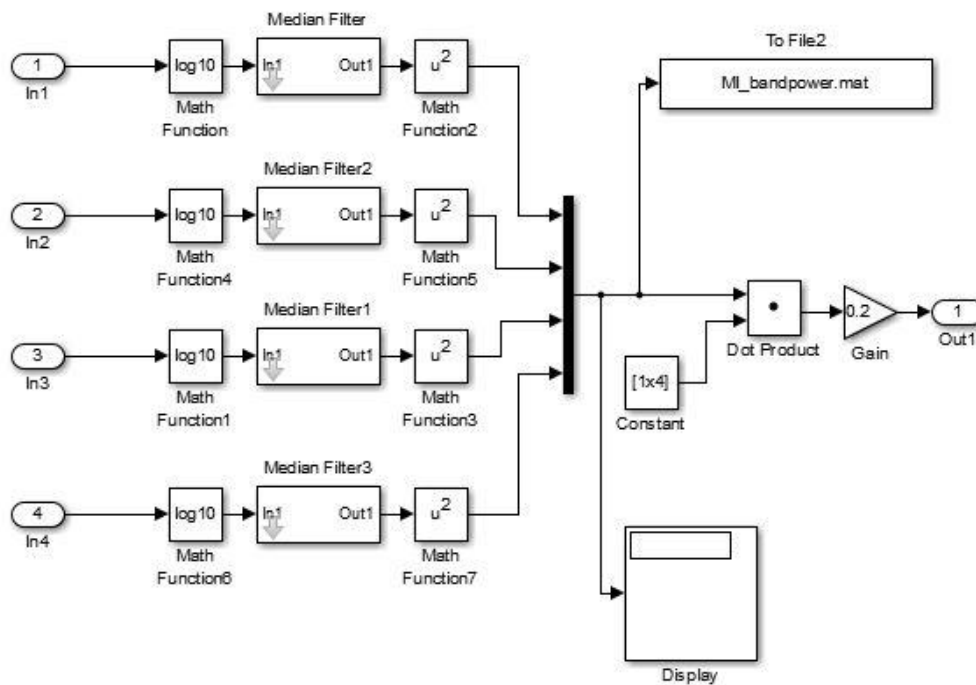 Median Filter
1
log10
In1
Out1
u2
In1
Math
Function
Math
Function2
To File2
MI_bandpower.mat
Median Filter2
2
log10
In1
Out1
u2
In2
Math
Function4
Math
Function5
Median Filter1
3
log10
In1
Out1
u2
In3
Math
Function1
Math
Function3
Median Filter3
4
log10
In1
Out1
u2
In4
Math
Function6
Math
Function7
[1x4]
Constant
Dot Product
0.2
Gain
1
Out1
Display